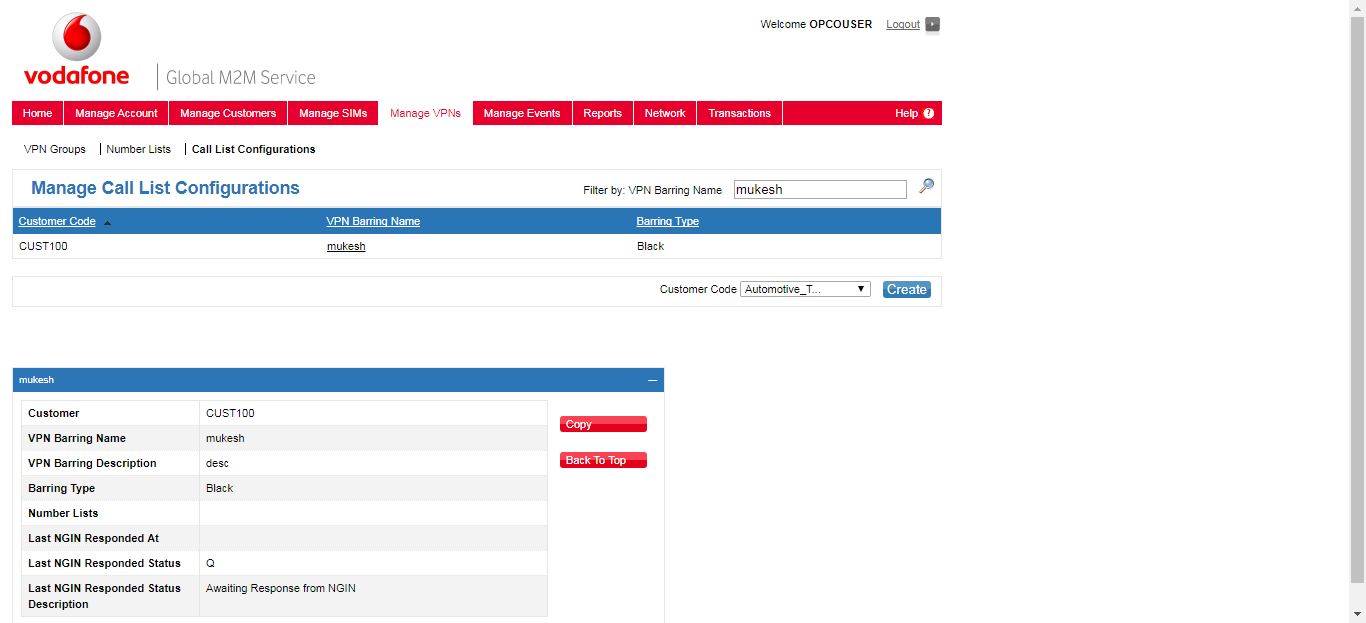 Welcome OPCOUSER Logout
vodafone Global M2M Service
Home Manage Account Manage Customers Manage SIMs Manage VPNs Manage Events Reports Network Transactions Help ?
VPN Groups Number Lists Call List Configurations
Manage Call List Configurations Filter by: VPN Barring Name mukesh
Customer Code VPN Barring Name Barring Type
CUST100 mukesh Black
Customer Code Automotive_T... Create
mukesh
Customer CUST100
Copy
VPN Barring Name mukesh
VPN Barring Description desc
Back To Top
Barring Type Black
Number Lists
Last NGIN Responded At
Last NGIN Responded Status Q
Last NGIN Responded Status Awaiting Response from NGIN
Description